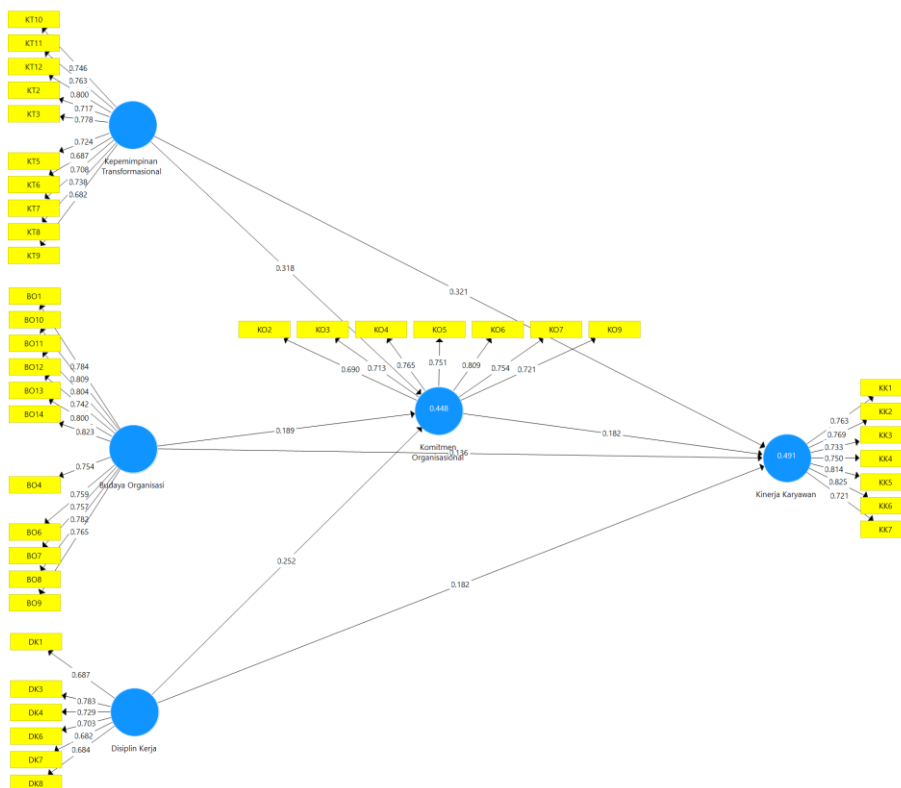 KT10
KT11
KT12
KT2
KT3
KT5
KT6
KT7
KT8
KT9
0.746
0.763
0.800
0.717
0.778
0.724
0.687
0.708
0.738
0.682
Kepemimpinan
Transformasional
0.318
0.321
BO1
BO10
BO11
BO12
BO13
BO14
BO4
BO6
BO7
BO8
BO9
0.784
0.809
0.804
0.742
0.800
0.823
0.754
0.759
0.757
0.782
0.765
Budaya Organisasi
0.189
0.136
KO2
KO3
KO4
KO5
KO6
KO7
KO9
0.690
0.713
0.765
0.751
0.809
0.754
0.721
0.448
Komitmen
Organisasional
0.182
KK1
KK2
KK3
KK4
KK5
KK6
KK7
0.763
0.769
0.733
0.750
0.814
0.825
0.721
0.491
Kinerja Karyawan
0.252
0.182
DK1
DK3
DK4
DK6
DK7
DK8
0.687
0.783
0.729
0.703
0.682
0.684
Disiplin Kerja